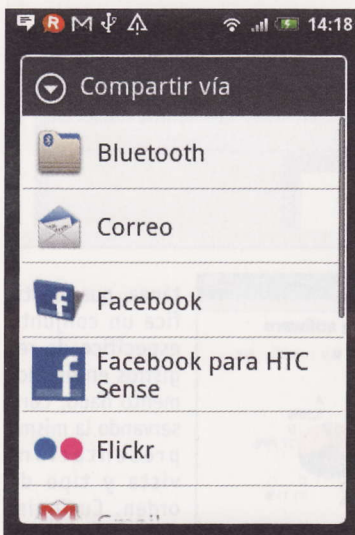 14:18
Compartir vía
Bluetooth
Correo
Facebook
Facebook para HTC
Sense
Flickr